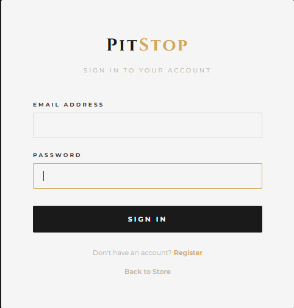 PITSTOP
SIGN IN TO YOUR ACCOUNT
EMAIL ADDRESS
PASSWORD
SIGN IN
Don't have an account? Register
Back to Store